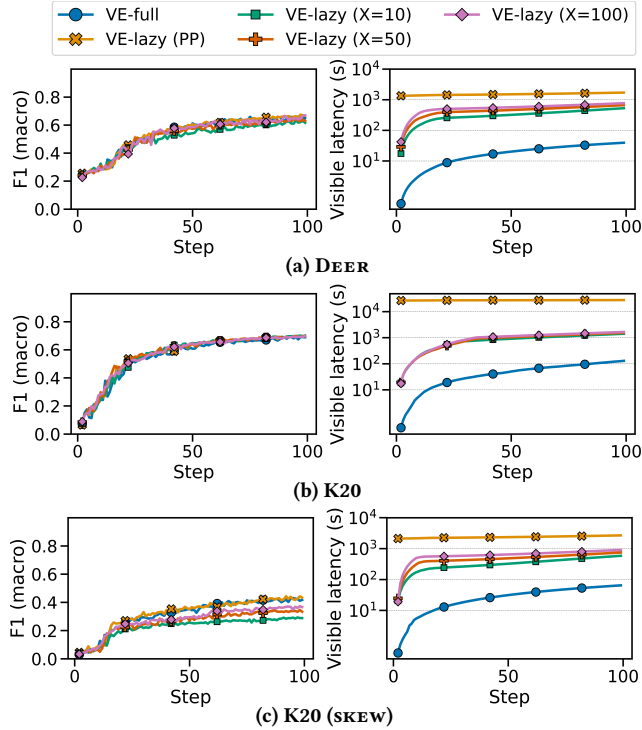 VE-full
VE-lazy (X=10)
VE-lazy (X=100)
VE-lazy (PP)
VE-lazy (X=50)
F1 (macro)
0.8
0.6
0.4
0.2
0.0
0
50
100
Step
Visible latency (s)
10⁴
10³
10²
10¹
0
50
100
Step
(a) Deer
F1 (macro)
0.8
0.6
0.4
0.2
0.0
0
50
100
Step
Visible latency (s)
10⁴
10³
10²
10¹
0
50
100
Step
(b) K20
F1 (macro)
0.8
0.6
0.4
0.2
0.0
0
50
100
Step
Visible latency (s)
10⁴
10³
10²
10¹
0
50
100
Step
(c) K20 (skew)